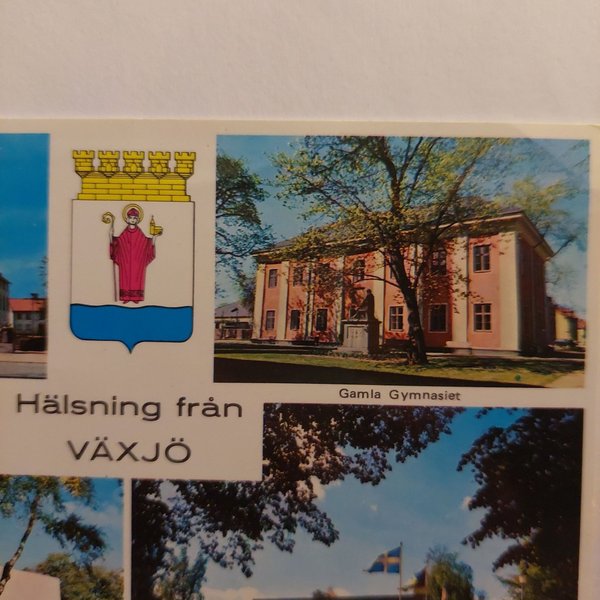 Gamla Gymnasiet
Hälsning från
VÄXJÖ